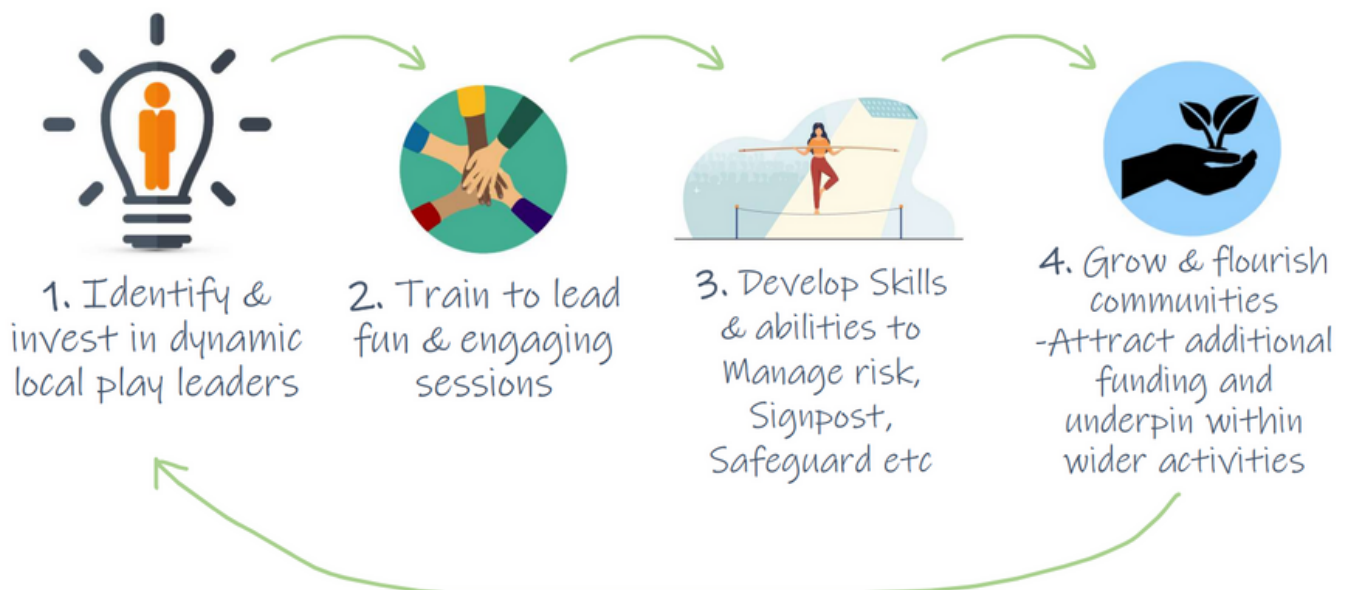 1. Identify &
invest in dynamic
local play leaders
2. Train to lead
fun & engaging
sessions
3. Develop Skills
& abilities to
Manage risk,
Signpost,
Safeguard etc
4. Grow & flourish
communities
-Attract additional
funding and
underpin within
wider activities